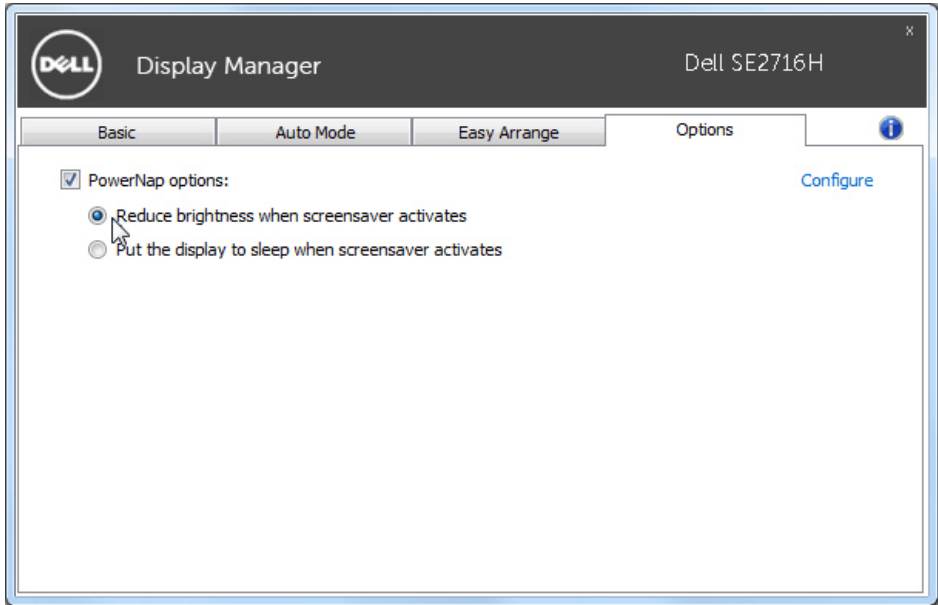 DELL Display Manager Dell SE2716H x
Basic Auto Mode Easy Arrange Options i
PowerNap options: Configure
Reduce brightness when screensaver activates
Put the display to sleep when screensaver activates